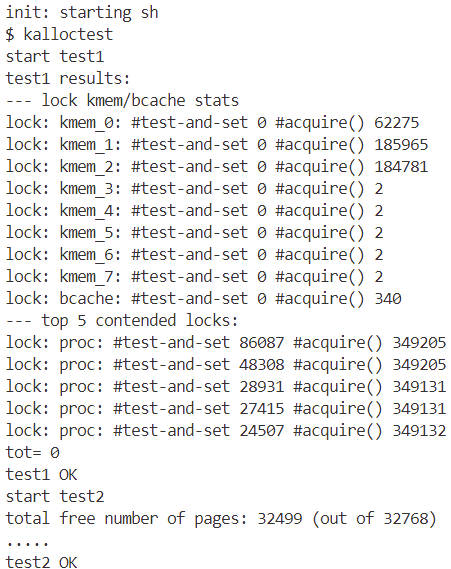 init: starting sh
$ kalloctest
start test1
test1 results:
--- lock kmem/bcache stats
lock: kmem_0: #test-and-set 0 #acquire() 62275
lock: kmem_1: #test-and-set 0 #acquire() 185965
lock: kmem_2: #test-and-set 0 #acquire() 184781
lock: kmem_3: #test-and-set 0 #acquire() 2
lock: kmem_4: #test-and-set 0 #acquire() 2
lock: kmem_5: #test-and-set 0 #acquire() 2
lock: kmem_6: #test-and-set 0 #acquire() 2
lock: kmem_7: #test-and-set 0 #acquire() 2
lock: bcache: #test-and-set 0 #acquire() 340
--- top 5 contended locks:
lock: proc: #test-and-set 86087 #acquire() 349205
lock: proc: #test-and-set 48308 #acquire() 349205
lock: proc: #test-and-set 28931 #acquire() 349131
lock: proc: #test-and-set 27415 #acquire() 349131
lock: proc: #test-and-set 24507 #acquire() 349132
tot= 0
test1 OK
start test2
total free number of pages: 32499 (out of 32768)
.....
test2 OK